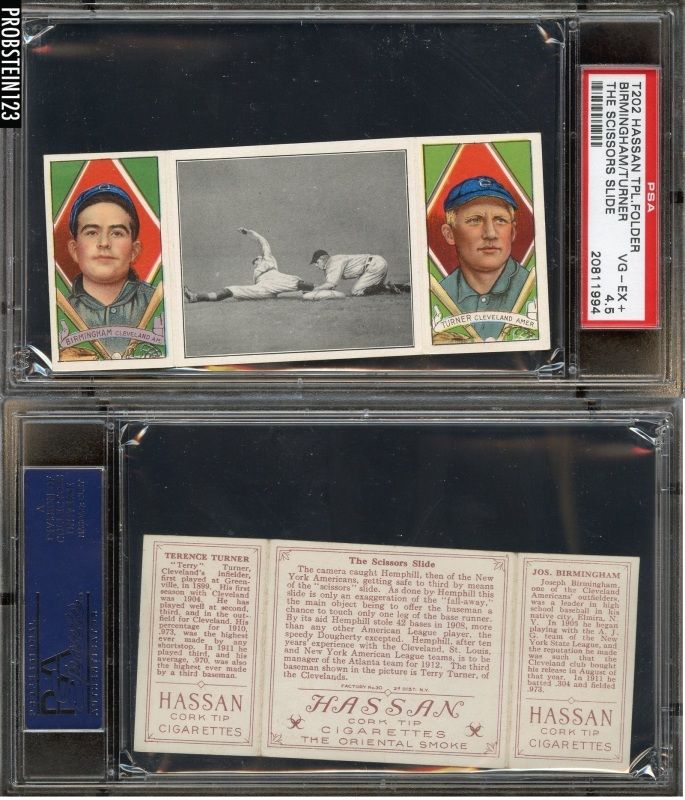 PROBSTEIN123
T202 HASSAN TPL.FOLDER
BIRMINGHAM/TURNER VG-EX+
THE SCISSORS SLIDE 4.5
20811994
PSA
BIRMINGHAM CLEVELAND AM
TURNER CLEVELAND AMER
TERENCE TURNER
"Terry" Turner,
Cleveland's infielder,
first played at Green-
ville, in 1899. His first
season with Cleveland
was 1904. He has
played well at second,
third, and in the out-
field for Cleveland. His
percentage for 1910,
.973, was the highest
ever made by any
shortstop. In 1911 he
played third, and his
average, .970, was also
the highest ever made
by a third baseman.
HASSAN
CORK TIP
CIGARETTES
The Scissors Slide
The camera caught Hemphill, then of the New
York Americans, getting safe to third by means
of the "scissors" slide. As done by Hemphill this
slide is only an exaggeration of the "fall-away,"
the main object being to offer the baseman a
chance to touch only one leg of the base runner.
By its aid Hemphill stole 42 bases in 1908, more
than any other American League player, the
speedy Dougherty excepted. Hemphill, after ten
years' experience with the Cleveland, St. Louis,
and New York American League teams, is to be
manager of the Atlanta team for 1912. The third
baseman shown in the picture is Terry Turner, of
the Clevelands.
FACTORY No. 30 2d DIST. N.Y.
HASSAN
CORK TIP
CIGARETTES
THE ORIENTAL SMOKE
JOS. BIRMINGHAM
Joseph Birmingham,
one of the Cleveland
Americans' outfielders,
was a leader in high
school baseball in his
native city, Elmira, N.
Y. In 1905 he began
playing with the A. J.
G. team of the New
York State League, and
the reputation he made
was such that the
Cleveland club bought
his release in August of
that year. In 1911 he
batted .304 and fielded
.973.
HASSAN
CORK TIP
CIGARETTES
PSA